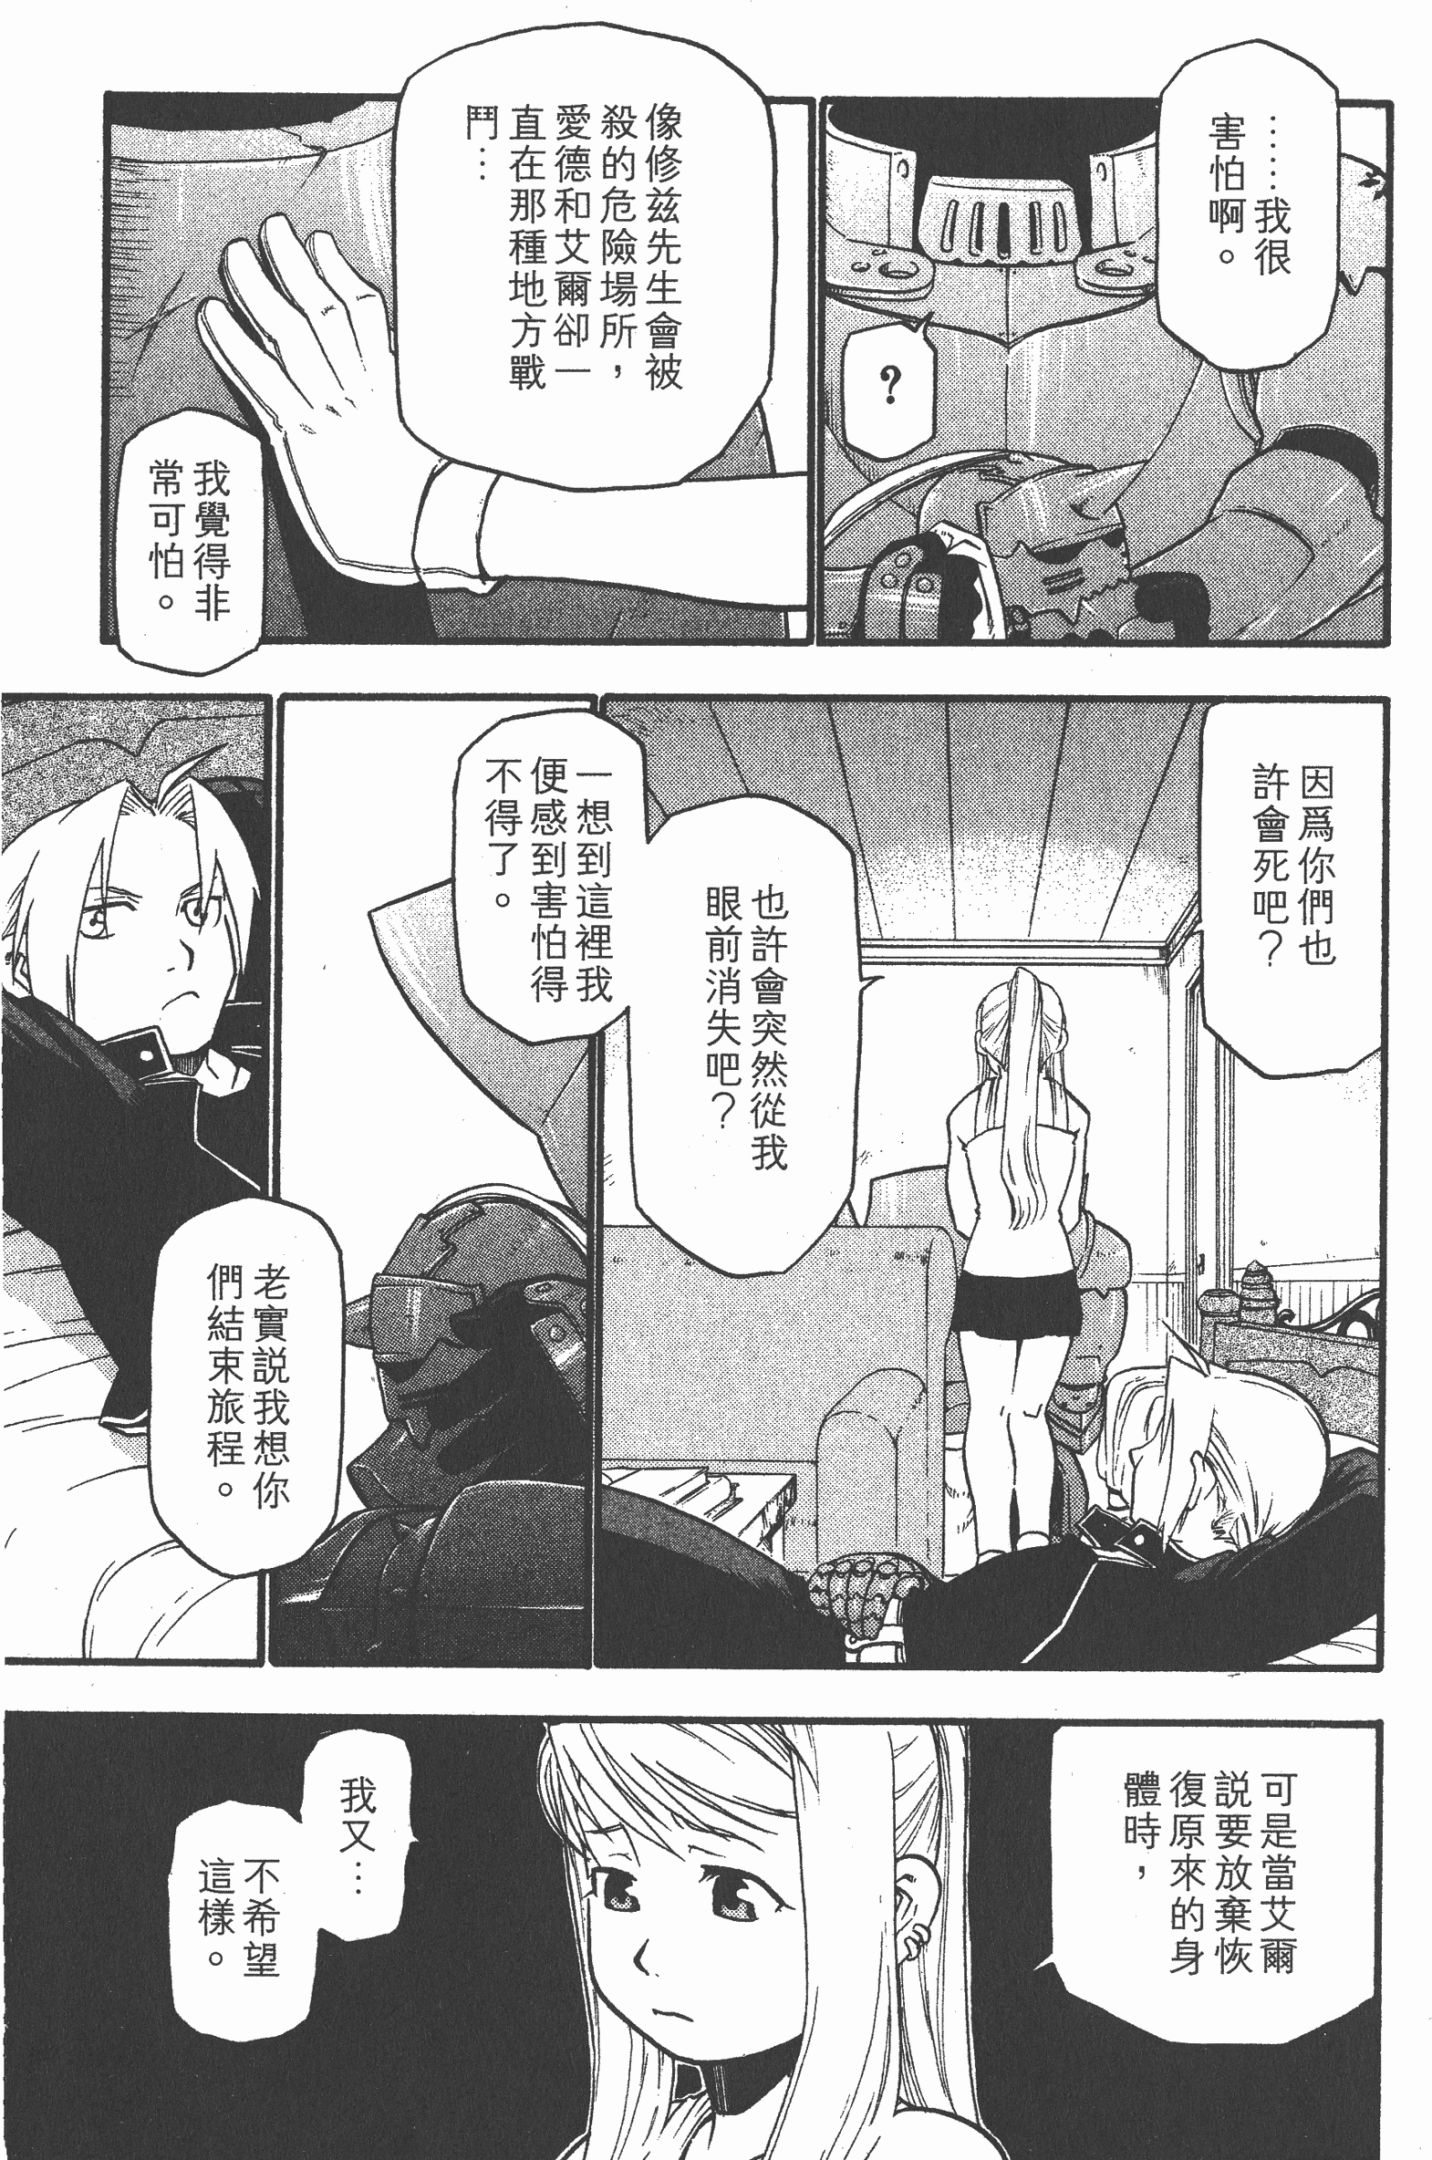 ……我很
害怕啊。
？
像修茲先生會被
殺的危險場所，
愛德和艾爾卻一
直在那種地方戰
鬥…
我覺得非
常可怕。
因爲你們也
許會死吧？
也許會突然從我
眼前消失吧？
一想到這裡我
便感到害怕得
不得了。
老實説我想你
們結束旅程。
可是當艾爾
説要放棄恢
復原來的身
體時，
我又…
不希望
這樣。